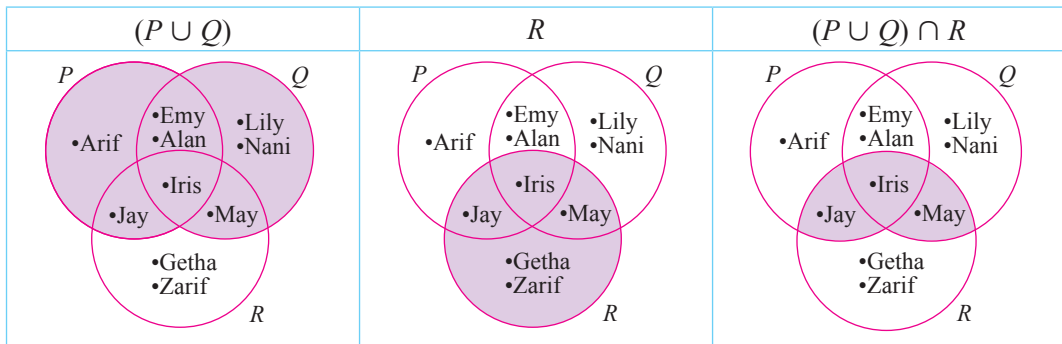 (P ∪ Q)
R
(P ∪ Q) ∩ R
P
Q
•Arif
•Emy
•Alan
•Lily
•Nani
•Iris
•Jay
•May
•Getha
•Zarif
R
P
Q
•Arif
•Emy
•Alan
•Lily
•Nani
•Iris
•Jay
•May
•Getha
•Zarif
R
P
Q
•Arif
•Emy
•Alan
•Lily
•Nani
•Iris
•Jay
•May
•Getha
•Zarif
R